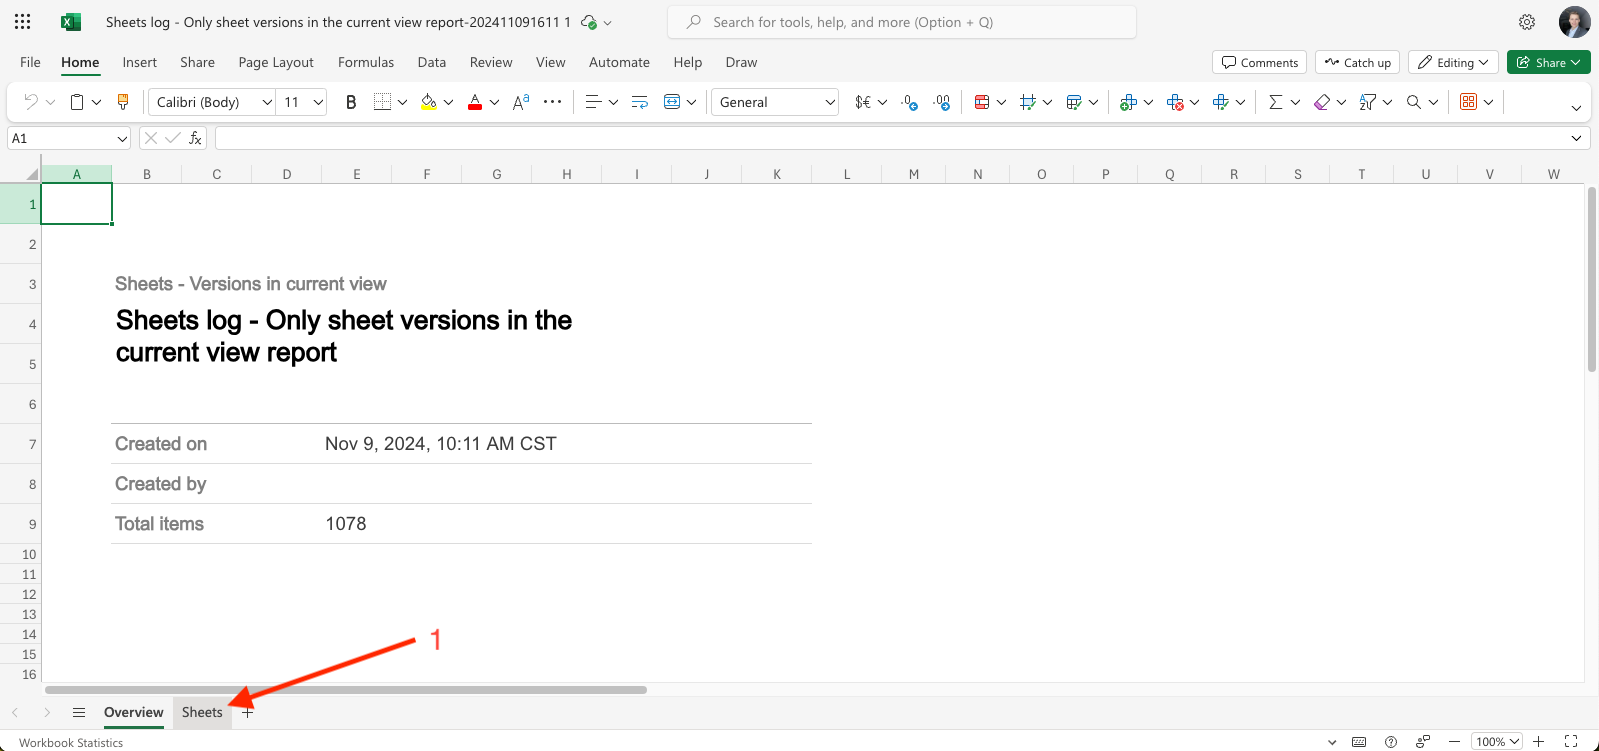 Sheets log - Only sheet versions in the current view report-202411091611 1
Search for tools, help, and more (Option + Q)
File Home Insert Share Page Layout Formulas Data Review View Automate Help Draw
Comments Catch up Editing Share
Calibri (Body) 11 B General $€
A1 fx
A B C D E F G H I J K L M N O P Q R S T U V W
1
2
3 Sheets - Versions in current view
4 Sheets log - Only sheet versions in the
5 current view report
6
7 Created on Nov 9, 2024, 10:11 AM CST
8 Created by
9 Total items 1078
10
11
12
13
14 1
15
16
Overview Sheets
Workbook Statistics 100%